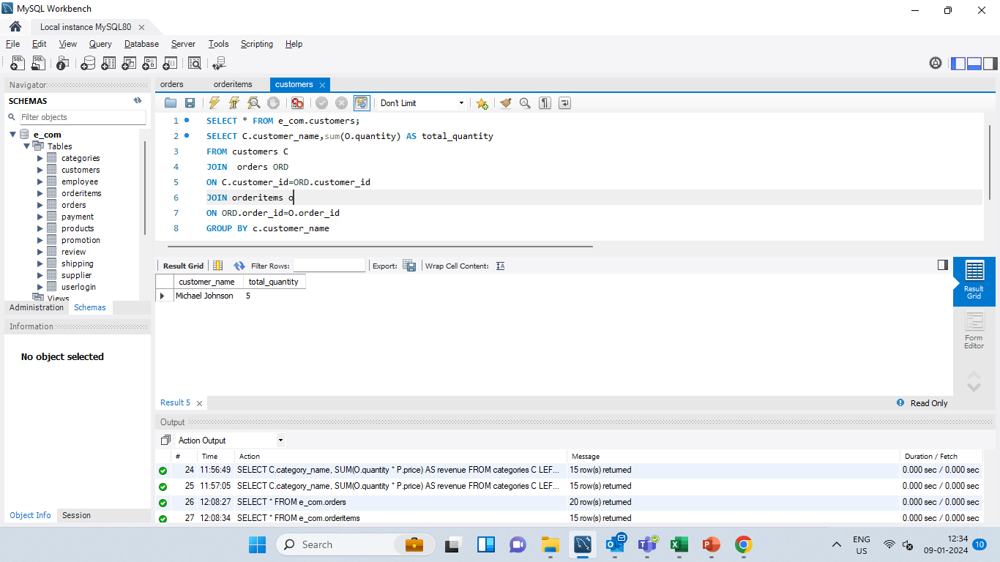 MySQL Workbench
Local instance MySQL80
File Edit View Query Database Server Tools Scripting Help
Navigator
SCHEMAS
Filter objects
e_com
Tables
categories
customers
employee
orderitems
orders
payment
products
promotion
review
shipping
supplier
userlogin
Views
Administration Schemas
Information
No object selected
Object Info Session
orders orderitems customers
Don't Limit
1 SELECT * FROM e_com.customers;
2 SELECT C.customer_name,sum(O.quantity) AS total_quantity
3 FROM customers C
4 JOIN  orders ORD
5 ON C.customer_id=ORD.customer_id
6 JOIN orderitems o
7 ON ORD.order_id=O.order_id
8 GROUP BY c.customer_name
Result Grid Filter Rows: Export: Wrap Cell Content:
customer_name total_quantity
Michael Johnson 5
Result Grid
Form Editor
Result 5 Read Only
Output
Action Output
# Time Action Message Duration / Fetch
24 11:56:49 SELECT C.category_name, SUM(O.quantity * P.price) AS revenue FROM categories C LEF... 15 row(s) returned 0.000 sec / 0.000 sec
25 11:57:05 SELECT C.category_name, SUM(O.quantity * P.price) AS revenue FROM categories C LEF... 15 row(s) returned 0.000 sec / 0.000 sec
26 12:08:27 SELECT * FROM e_com.orders 20 row(s) returned 0.000 sec / 0.000 sec
27 12:08:34 SELECT * FROM e_com.orderitems 15 row(s) returned 0.000 sec / 0.000 sec
Search
ENG
US
12:34
09-01-2024
10